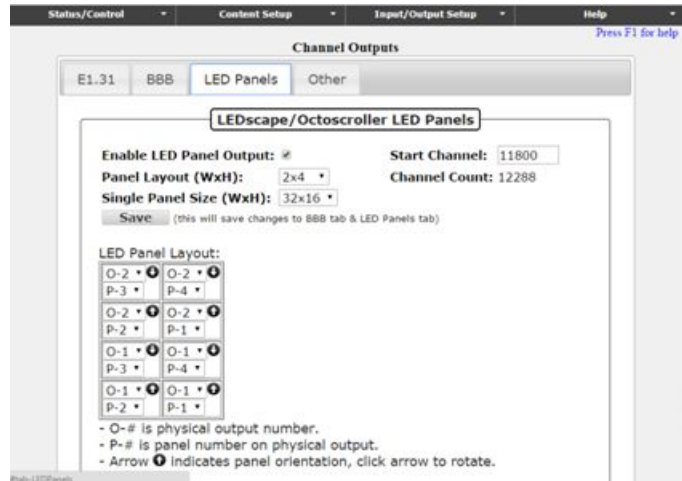 Status/Control Content Setup Input/Output Setup Help
Press F1 for help
Channel Outputs
E1.31 BBB LED Panels Other
LEDscape/Octoscroller LED Panels
Enable LED Panel Output: Start Channel: 11800
Panel Layout (WxH): 2x4 Channel Count: 12288
Single Panel Size (WxH): 32x16
Save (this will save changes to BBB tab & LED Panels tab)
LED Panel Layout:
O-2 O-2
P-3 P-4
O-2 O-2
P-2 P-1
O-1 O-1
P-3 P-4
O-1 O-1
P-2 P-1
- O-# is physical output number.
- P-# is panel number on physical output.
- Arrow indicates panel orientation, click arrow to rotate.